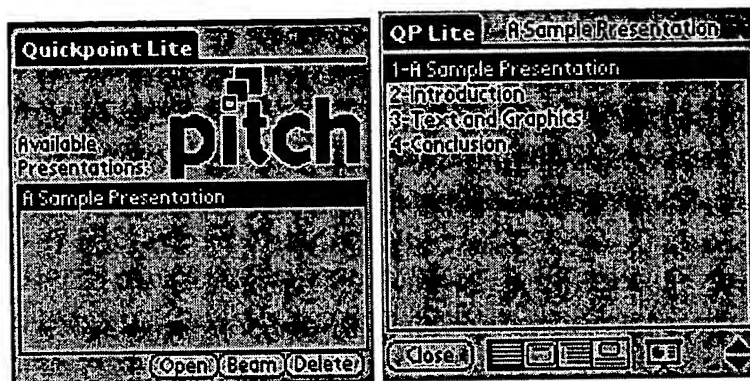 Quickpoint Lite
pitch
Available
Presentations:
A Sample Presentation
Open Beam Delete
QP Lite A Sample Presentation
1-A Sample Presentation
2-Introduction
3-Text and Graphics
4-Conclusion
Close